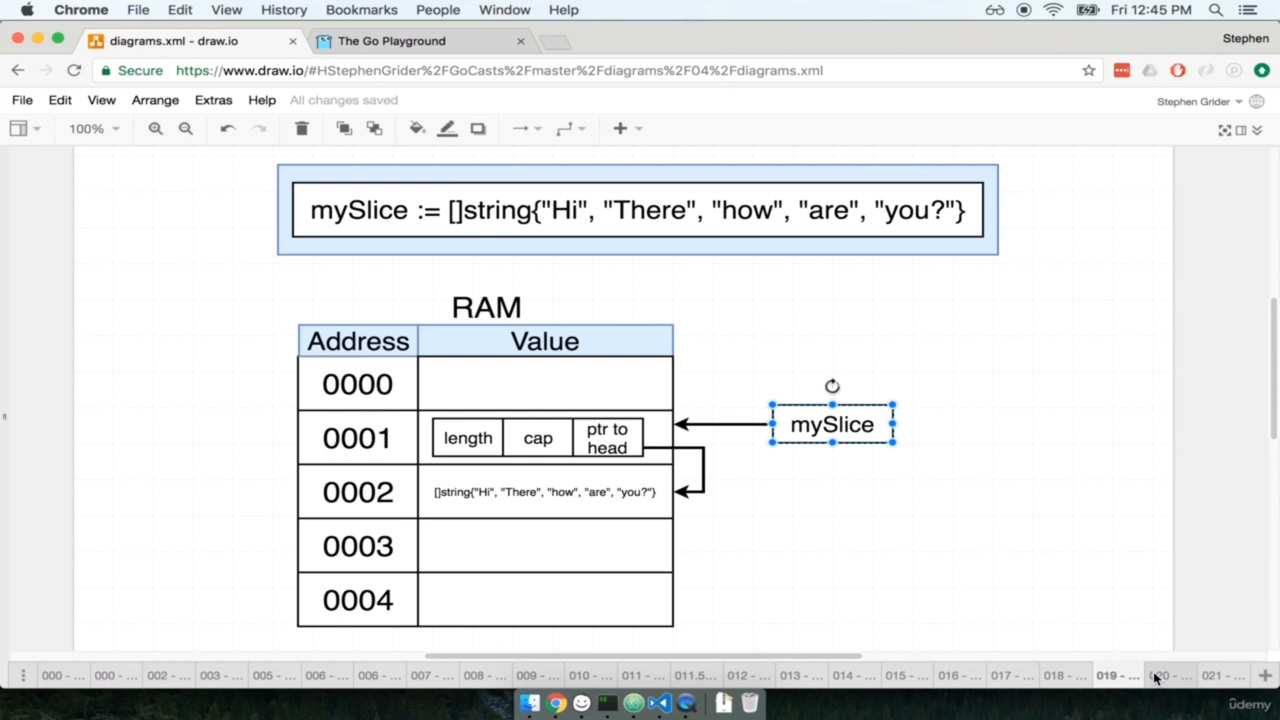 Chrome File Edit View History Bookmarks People Window Help Fri 12:45 PM
diagrams.xml - draw.io × The Go Playground × Stephen
Secure https://www.draw.io/#HStephenGrider%2FGoCasts%2Fmaster%2Fdiagrams%2F04%2Fdiagrams.xml
File Edit View Arrange Extras Help All changes saved Stephen Grider
100%
mySlice := []string{"Hi", "There", "how", "are", "you?"}
RAM
Address Value
0000
0001 length cap ptr to head mySlice
0002 []string{"Hi", "There", "how", "are", "you?"}
0003
0004
000 - ... 000 - ... 002 - ... 003 - ... 005 - ... 006 - ... 006 - ... 007 - ... 008 - ... 009 - ... 010 - ... 011 - ... 011.5... 012 - ... 013 - ... 014 - ... 015 - ... 016 - ... 017 - ... 018 - ... 019 - ... 020 - ... 021 - ...
ûdemy